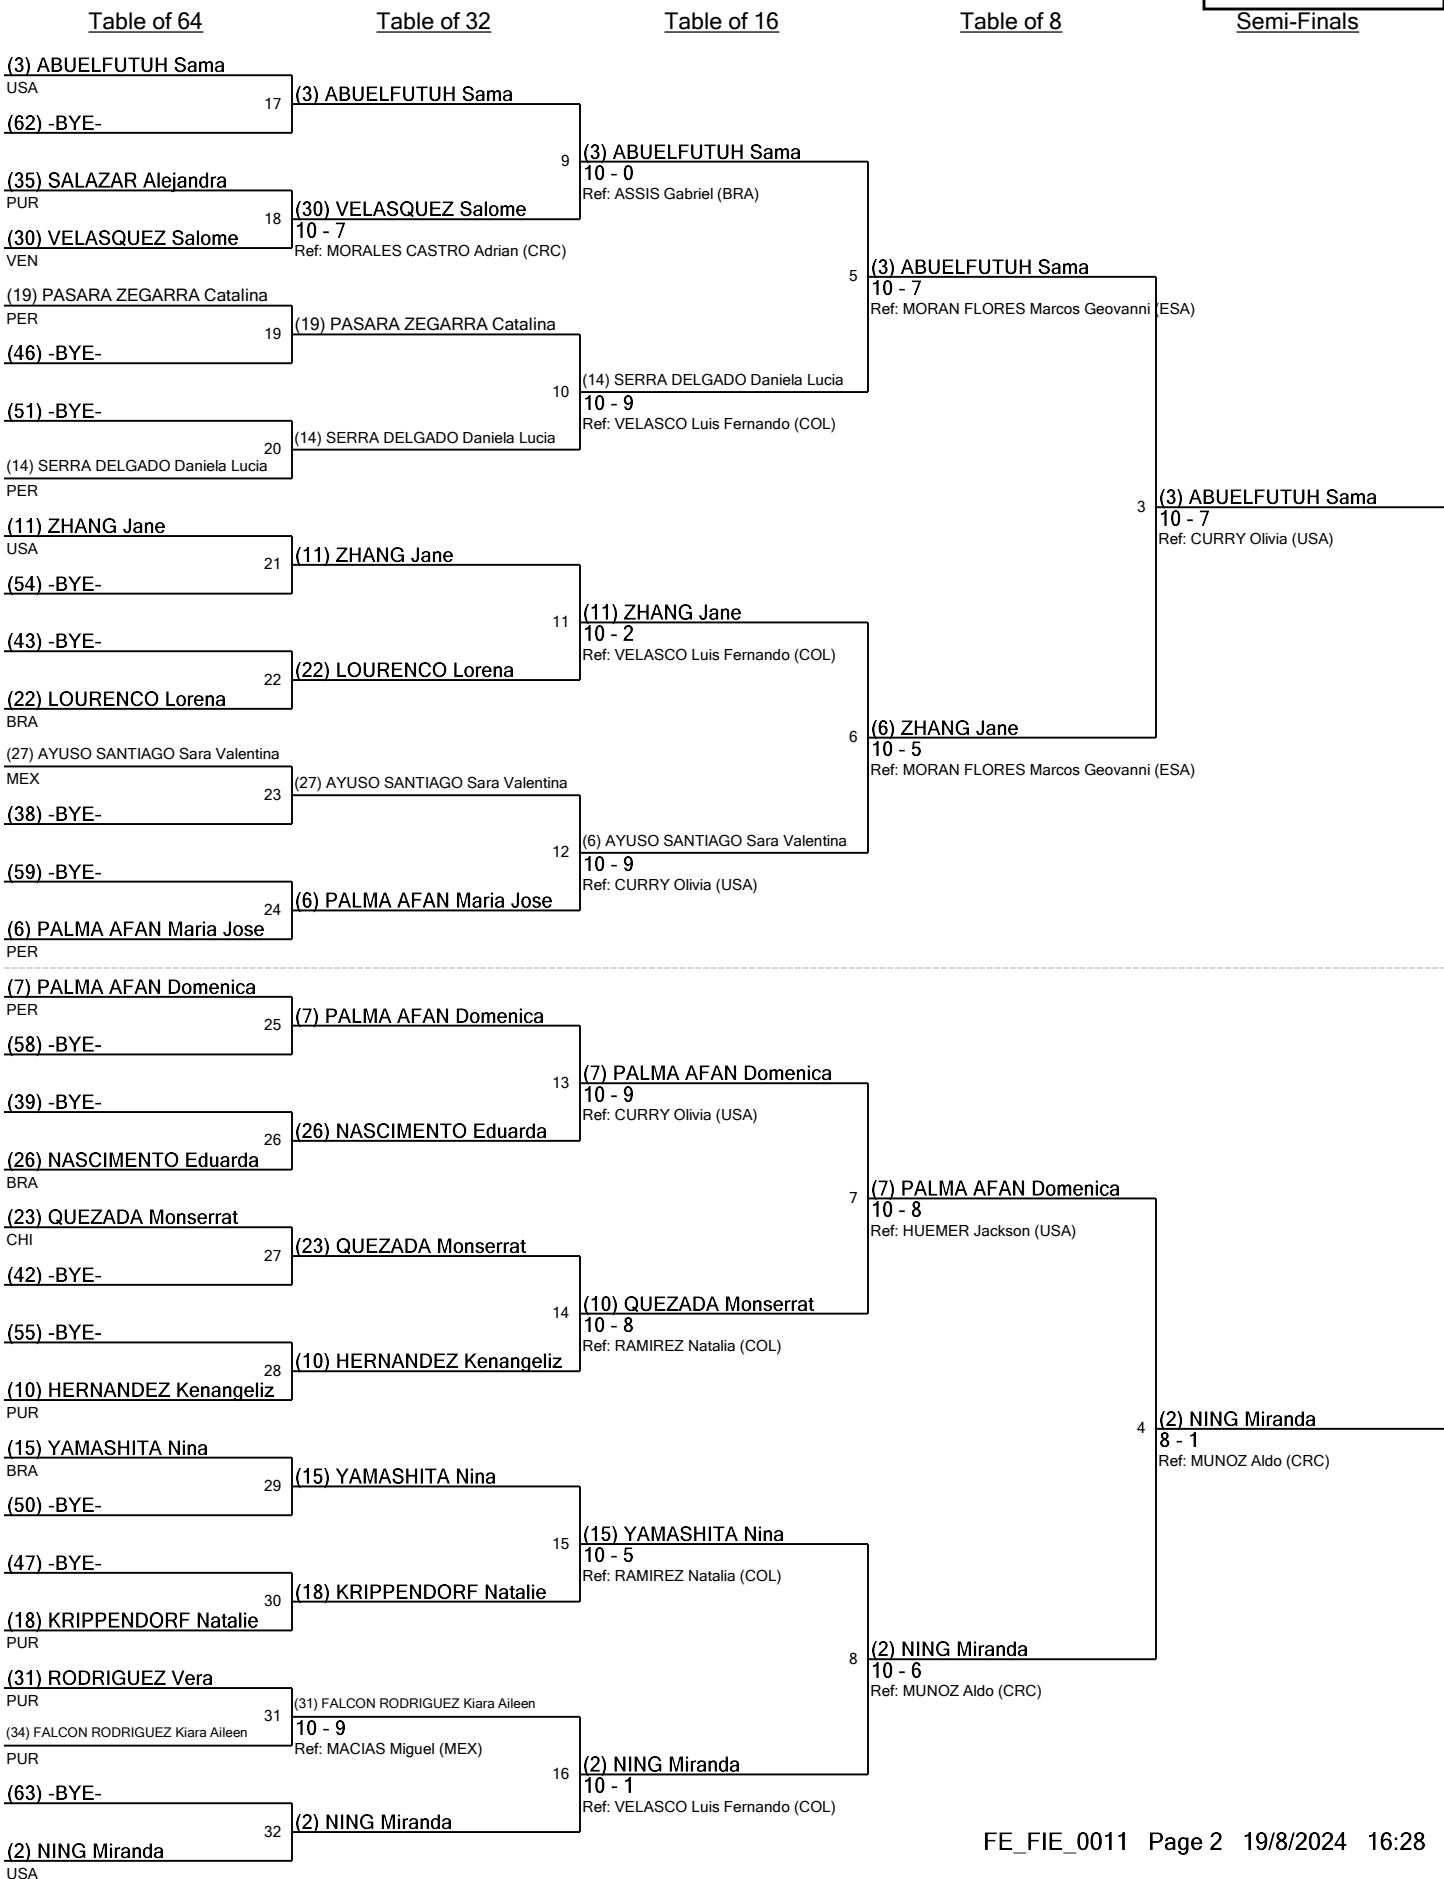 Table of 64
Table of 32
Table of 16
Table of 8
Semi-Finals
(3) ABUELFUTUH Sama
USA
17
(62) -BYE-
(35) SALAZAR Alejandra
PUR
18
(30) VELASQUEZ Salome
VEN
(19) PASARA ZEGARRA Catalina
PER
19
(46) -BYE-
(51) -BYE-
20
(14) SERRA DELGADO Daniela Lucia
PER
(11) ZHANG Jane
USA
21
(54) -BYE-
(43) -BYE-
22
(22) LOURENCO Lorena
BRA
(27) AYUSO SANTIAGO Sara Valentina
MEX
23
(38) -BYE-
(59) -BYE-
24
(6) PALMA AFAN Maria Jose
PER
(7) PALMA AFAN Domenica
PER
25
(58) -BYE-
(39) -BYE-
26
(26) NASCIMENTO Eduarda
BRA
(23) QUEZADA Monserrat
CHI
27
(42) -BYE-
(55) -BYE-
28
(10) HERNANDEZ Kenangeliz
PUR
(15) YAMASHITA Nina
BRA
29
(50) -BYE-
(47) -BYE-
30
(18) KRIPPENDORF Natalie
PUR
(31) RODRIGUEZ Vera
PUR
31
(34) FALCON RODRIGUEZ Kiara Aileen
PUR
(63) -BYE-
32
(2) NING Miranda
USA
(3) ABUELFUTUH Sama
9
(30) VELASQUEZ Salome
10 - 7
Ref: MORALES CASTRO Adrian (CRC)
(19) PASARA ZEGARRA Catalina
10
(14) SERRA DELGADO Daniela Lucia
(11) ZHANG Jane
11
(22) LOURENCO Lorena
(27) AYUSO SANTIAGO Sara Valentina
12
(6) PALMA AFAN Maria Jose
(7) PALMA AFAN Domenica
13
(26) NASCIMENTO Eduarda
(23) QUEZADA Monserrat
14
(10) HERNANDEZ Kenangeliz
(15) YAMASHITA Nina
15
(18) KRIPPENDORF Natalie
(31) FALCON RODRIGUEZ Kiara Aileen
10 - 9
Ref: MACIAS Miguel (MEX)
16
(2) NING Miranda
(3) ABUELFUTUH Sama
10 - 0
Ref: ASSIS Gabriel (BRA)
5
(14) SERRA DELGADO Daniela Lucia
10 - 9
Ref: VELASCO Luis Fernando (COL)
(11) ZHANG Jane
10 - 2
Ref: VELASCO Luis Fernando (COL)
6
(6) AYUSO SANTIAGO Sara Valentina
10 - 9
Ref: CURRY Olivia (USA)
(7) PALMA AFAN Domenica
10 - 9
Ref: CURRY Olivia (USA)
7
(10) QUEZADA Monserrat
10 - 8
Ref: RAMIREZ Natalia (COL)
(15) YAMASHITA Nina
10 - 5
Ref: RAMIREZ Natalia (COL)
8
(2) NING Miranda
10 - 1
Ref: VELASCO Luis Fernando (COL)
(3) ABUELFUTUH Sama
10 - 7
Ref: MORAN FLORES Marcos Geovanni (ESA)
3
(6) ZHANG Jane
10 - 5
Ref: MORAN FLORES Marcos Geovanni (ESA)
(7) PALMA AFAN Domenica
10 - 8
Ref: HUEMER Jackson (USA)
4
(2) NING Miranda
10 - 6
Ref: MUNOZ Aldo (CRC)
(3) ABUELFUTUH Sama
10 - 7
Ref: CURRY Olivia (USA)
(2) NING Miranda
8 - 1
Ref: MUNOZ Aldo (CRC)
FE_FIE_0011 Page 2 19/8/2024 16:28